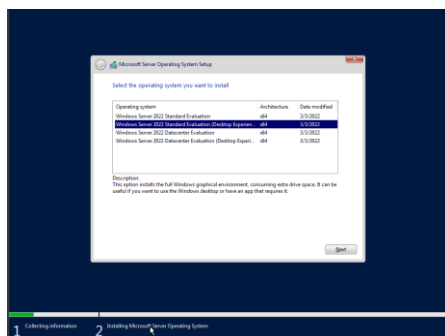 Microsoft Server Operating System Setup
Select the operating system you want to install
Operating system Architecture Date modified
Windows Server 2022 Standard Evaluation x64 3/3/2022
Windows Server 2022 Standard Evaluation (Desktop Experien... x64 3/3/2022
Windows Server 2022 Datacenter Evaluation x64 3/3/2022
Windows Server 2022 Datacenter Evaluation (Desktop Experi... x64 3/3/2022
Description:
This option installs the full Windows graphical environment, consuming extra drive space. It can be
useful if you want to use the Windows desktop or have an app that requires it.
Next
1 Collecting information 2 Installing Microsoft Server Operating System